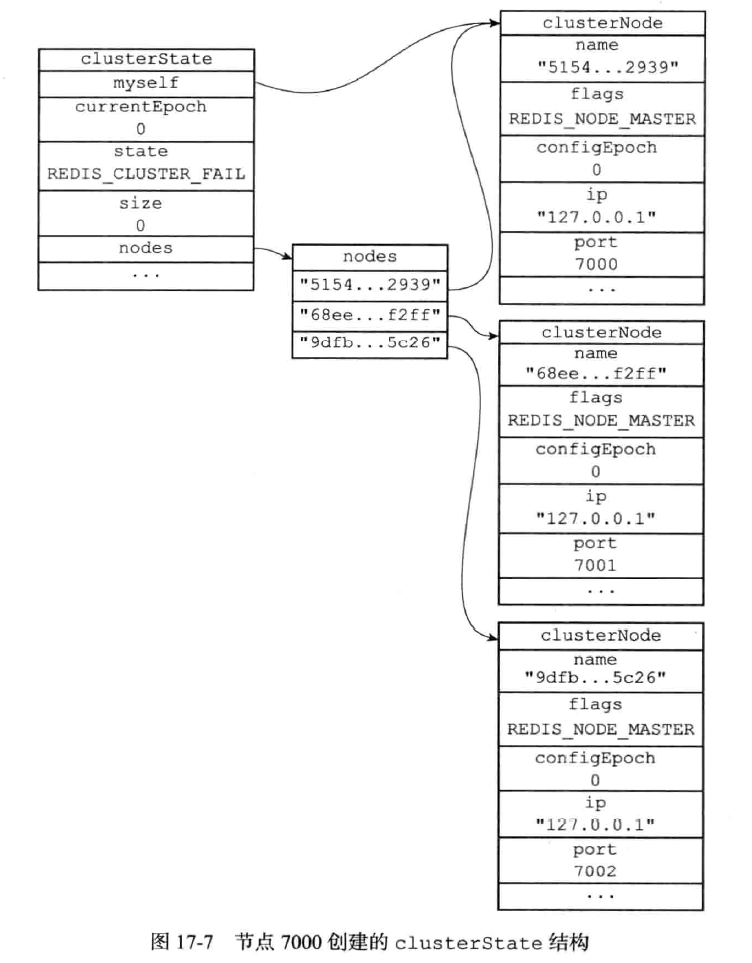 clusterState
myself
currentEpoch
0
state
REDIS_CLUSTER_FAIL
size
0
nodes
...
nodes
"5154...2939"
"68ee...f2ff"
"9dfb...5c26"
clusterNode
name
"5154...2939"
flags
REDIS_NODE_MASTER
configEpoch
0
ip
"127.0.0.1"
port
7000
...
clusterNode
name
"68ee...f2ff"
flags
REDIS_NODE_MASTER
configEpoch
0
ip
"127.0.0.1"
port
7001
...
clusterNode
name
"9dfb...5c26"
flags
REDIS_NODE_MASTER
configEpoch
0
ip
"127.0.0.1"
port
7002
...
图 17-7 节点 7000 创建的 clusterState 结构